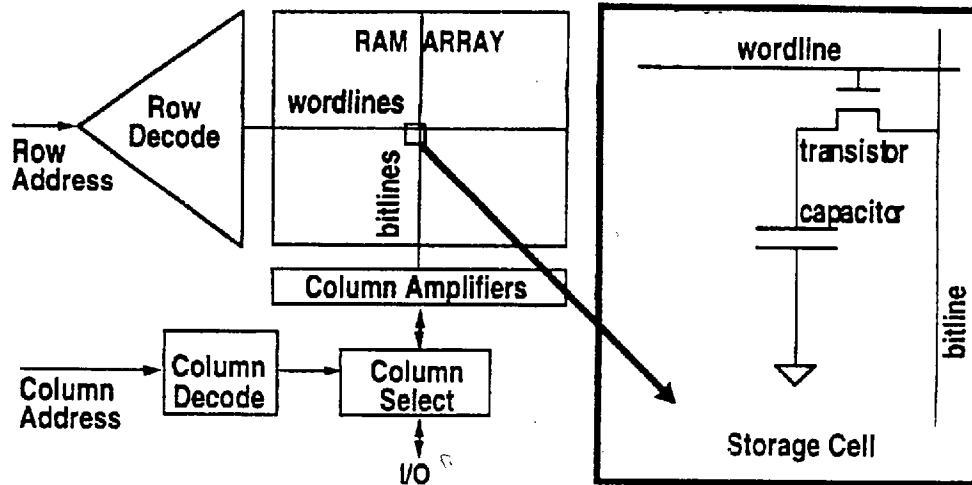 RAM ARRAY
wordlines
bitlines
Row
Decode
Row
Address
Column Amplifiers
Column
Decode
Column
Address
Column
Select
I/O
wordline
transistor
capacitor
bitline
Storage Cell